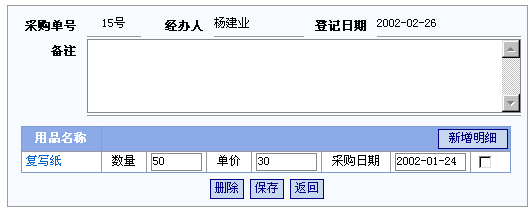 采购单号 15号 经办人 杨建业 登记日期 2002-02-26
备注
用品名称 新增明细
复写纸 数量 50 单价 30 采购日期 2002-01-24
删除 保存 返回